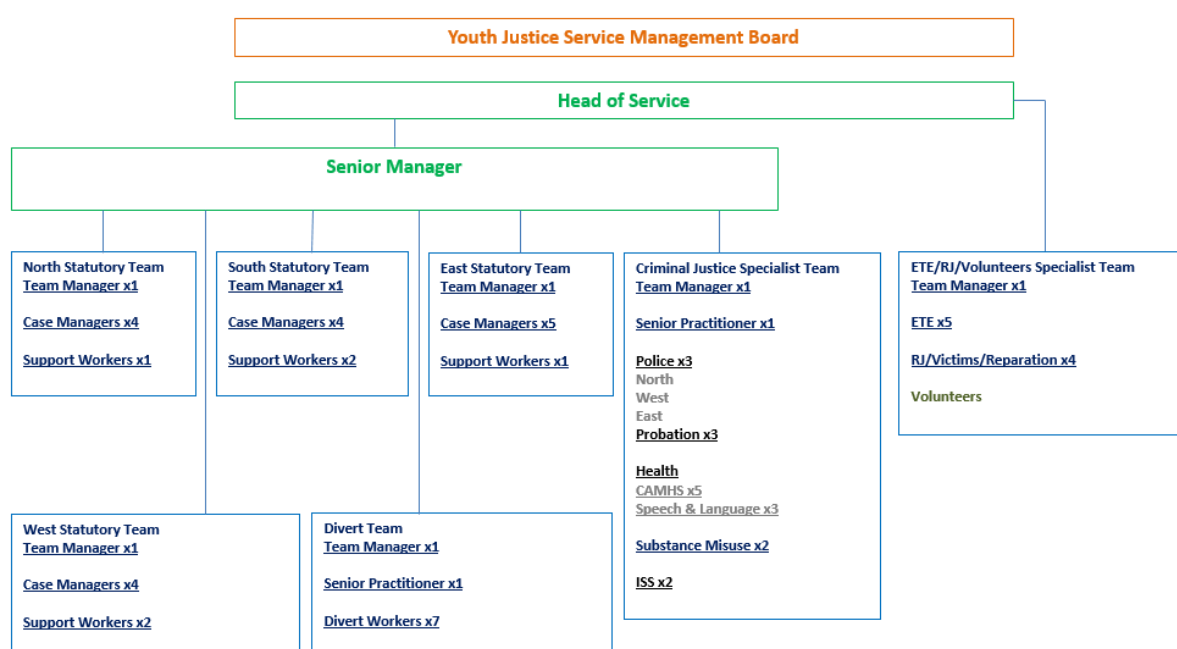 Youth Justice Service Management Board
Head of Service
Senior Manager
North Statutory Team
Team Manager x1
Case Managers x4
Support Workers x1
South Statutory Team
Team Manager x1
Case Managers x4
Support Workers x2
East Statutory Team
Team Manager x1
Case Managers x5
Support Workers x1
Criminal Justice Specialist Team
Team Manager x1
Senior Practitioner x1
Police x3
North
West
East
Probation x3
Health
CAMHS x5
Speech & Language x3
Substance Misuse x2
ISS x2
ETE/RJ/Volunteers Specialist Team
Team Manager x1
ETE x5
RJ/Victims/Reparation x4
Volunteers
West Statutory Team
Team Manager x1
Case Managers x4
Support Workers x2
Divert Team
Team Manager x1
Senior Practitioner x1
Divert Workers x7